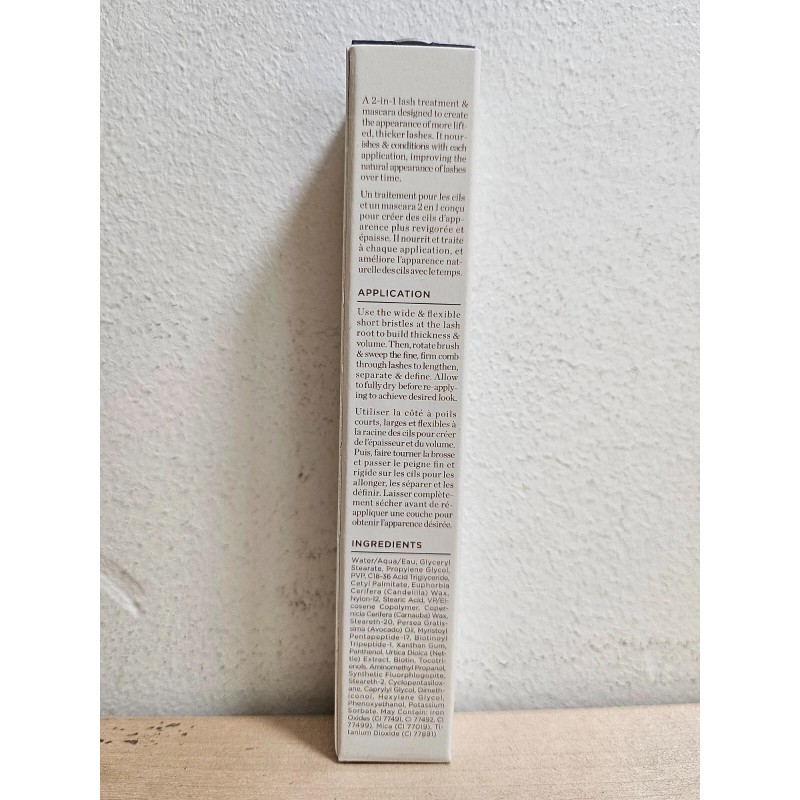 A 2-in-1 lash treatment &
mascara designed to create
the appearance of more lift-
ed, thicker lashes. It nour-
ishes & conditions with each
application, improving the
natural appearance of lashes
over time.
Un traitement pour les cils
et un mascara 2 en 1 conçu
pour créer des cils d'app-
arence plus revigorée et
épaisse. Il nourrit et traite
à chaque application, et
améliore l'apparence nat-
urelle des cils avec le temps.
APPLICATION
Use the wide & flexible
short bristles at the lash
root to build thickness &
volume. Then, rotate brush
& sweep the fine, firm comb
through lashes to lengthen,
separate & define. Allow
to fully dry before re-apply-
ing to achieve desired look.
Utiliser la côté à poils
courts, larges et flexibles à
la racine des cils pour créer
de l'épaisseur et du volume.
Puis, faire tourner la brosse
et passer le peigne fin et
rigide sur les cils pour les
allonger, les séparer et les
définir. Laisser complète-
ment sécher avant de ré-
appliquer une couche pour
obtenir l'apparence désirée.
INGREDIENTS
Water/Aqua/Eau, Glyceryl
Stearate, Propylene Glycol,
PVP, C18-36 Acid Triglyceride,
Cetyl Palmitate, Euphorbia
Cerifera (Candelilla) Wax,
Nylon-12, Stearic Acid, VP/Ei-
cosene Copolymer, Coper-
nicia Cerifera (Carnauba) Wax,
Steareth-20, Persea Gratis-
sima (Avocado) Oil, Myristoyl
Pentapeptide-17, Biotinoyl
Tripeptide-1, Xanthan Gum,
Panthenol, Urtica Dioica (Net-
tle) Extract, Biotin, Tocotri-
enols, Aminomethyl Propanol,
Synthetic Fluorphlogopite,
Steareth-2, Cyclopentasilox-
ane, Caprylyl Glycol, Dimeth-
iconol, Hexylene Glycol,
Phenoxyethanol, Potassium
Sorbate. May Contain: Iron
Oxides (CI 77491, CI 77492, CI
77499), Mica (CI 77019), Ti-
tanium Dioxide (CI 77891)